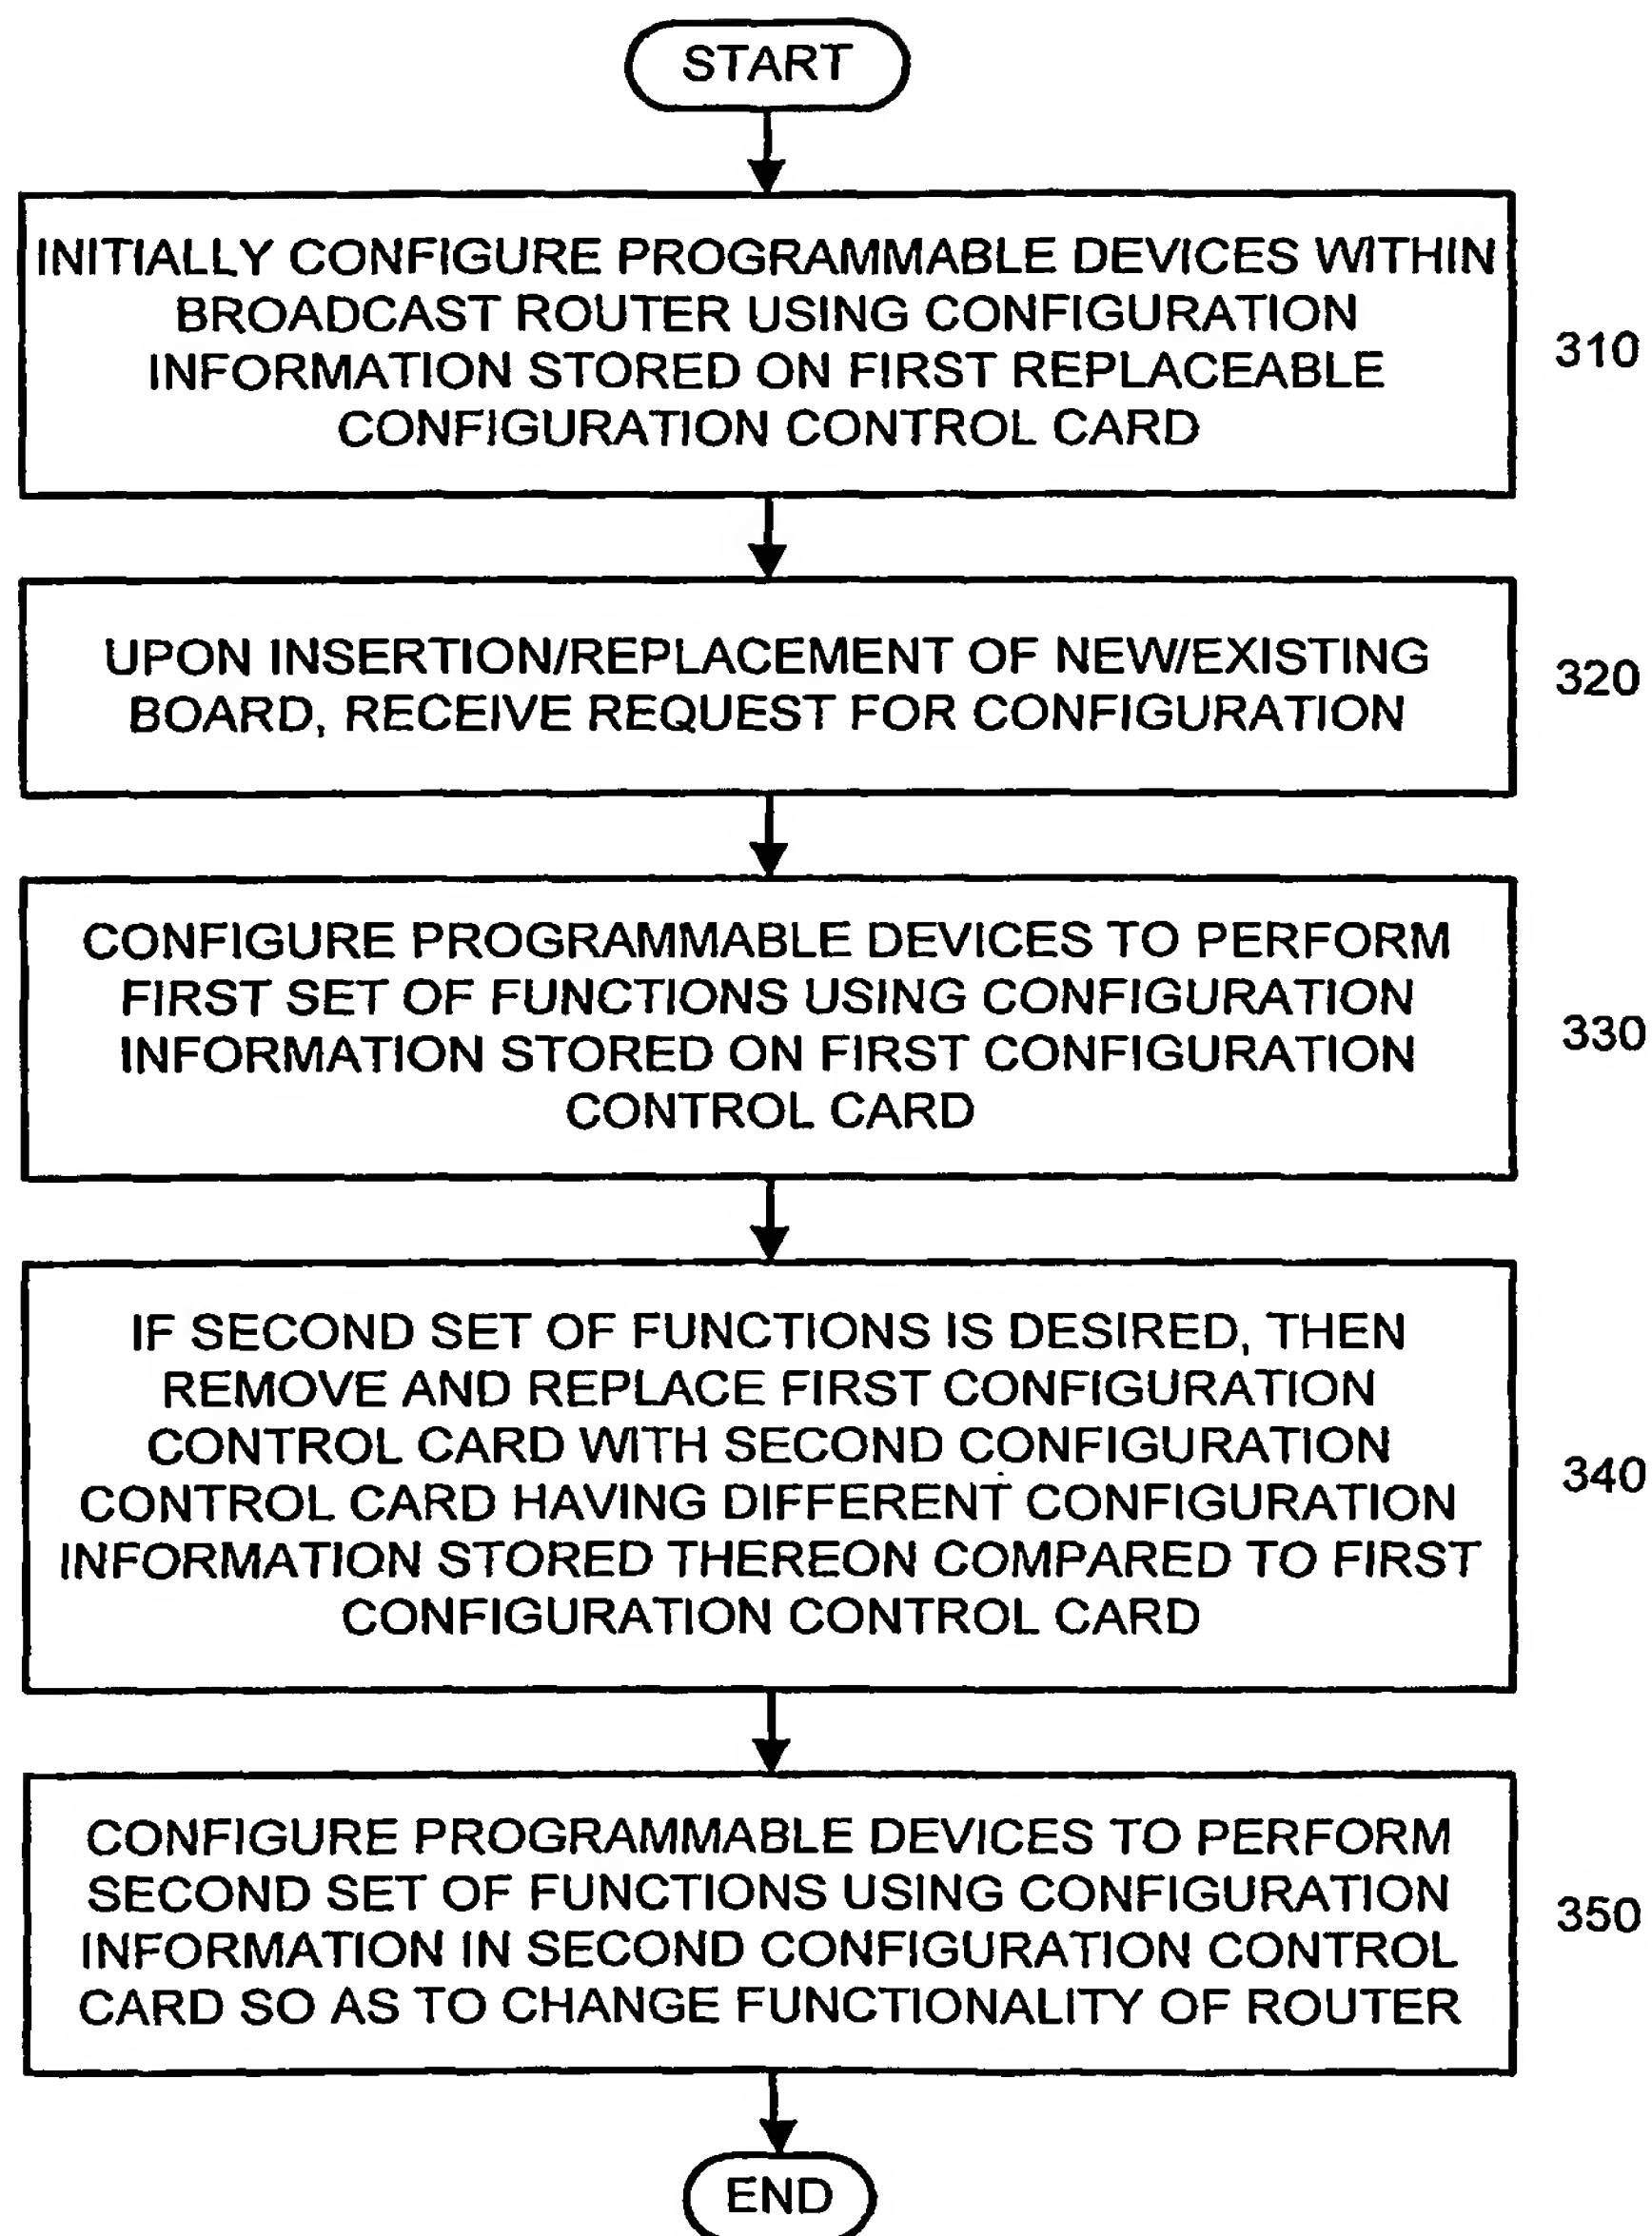 START
INITIALLY CONFIGURE PROGRAMMABLE DEVICES WITHIN
BROADCAST ROUTER USING CONFIGURATION
INFORMATION STORED ON FIRST REPLACEABLE
CONFIGURATION CONTROL CARD
310
UPON INSERTION/REPLACEMENT OF NEW/EXISTING
BOARD, RECEIVE REQUEST FOR CONFIGURATION
320
CONFIGURE PROGRAMMABLE DEVICES TO PERFORM
FIRST SET OF FUNCTIONS USING CONFIGURATION
INFORMATION STORED ON FIRST CONFIGURATION
CONTROL CARD
330
IF SECOND SET OF FUNCTIONS IS DESIRED, THEN
REMOVE AND REPLACE FIRST CONFIGURATION
CONTROL CARD WITH SECOND CONFIGURATION
CONTROL CARD HAVING DIFFERENT CONFIGURATION
INFORMATION STORED THEREON COMPARED TO FIRST
CONFIGURATION CONTROL CARD
340
CONFIGURE PROGRAMMABLE DEVICES TO PERFORM
SECOND SET OF FUNCTIONS USING CONFIGURATION
INFORMATION IN SECOND CONFIGURATION CONTROL
CARD SO AS TO CHANGE FUNCTIONALITY OF ROUTER
350
END